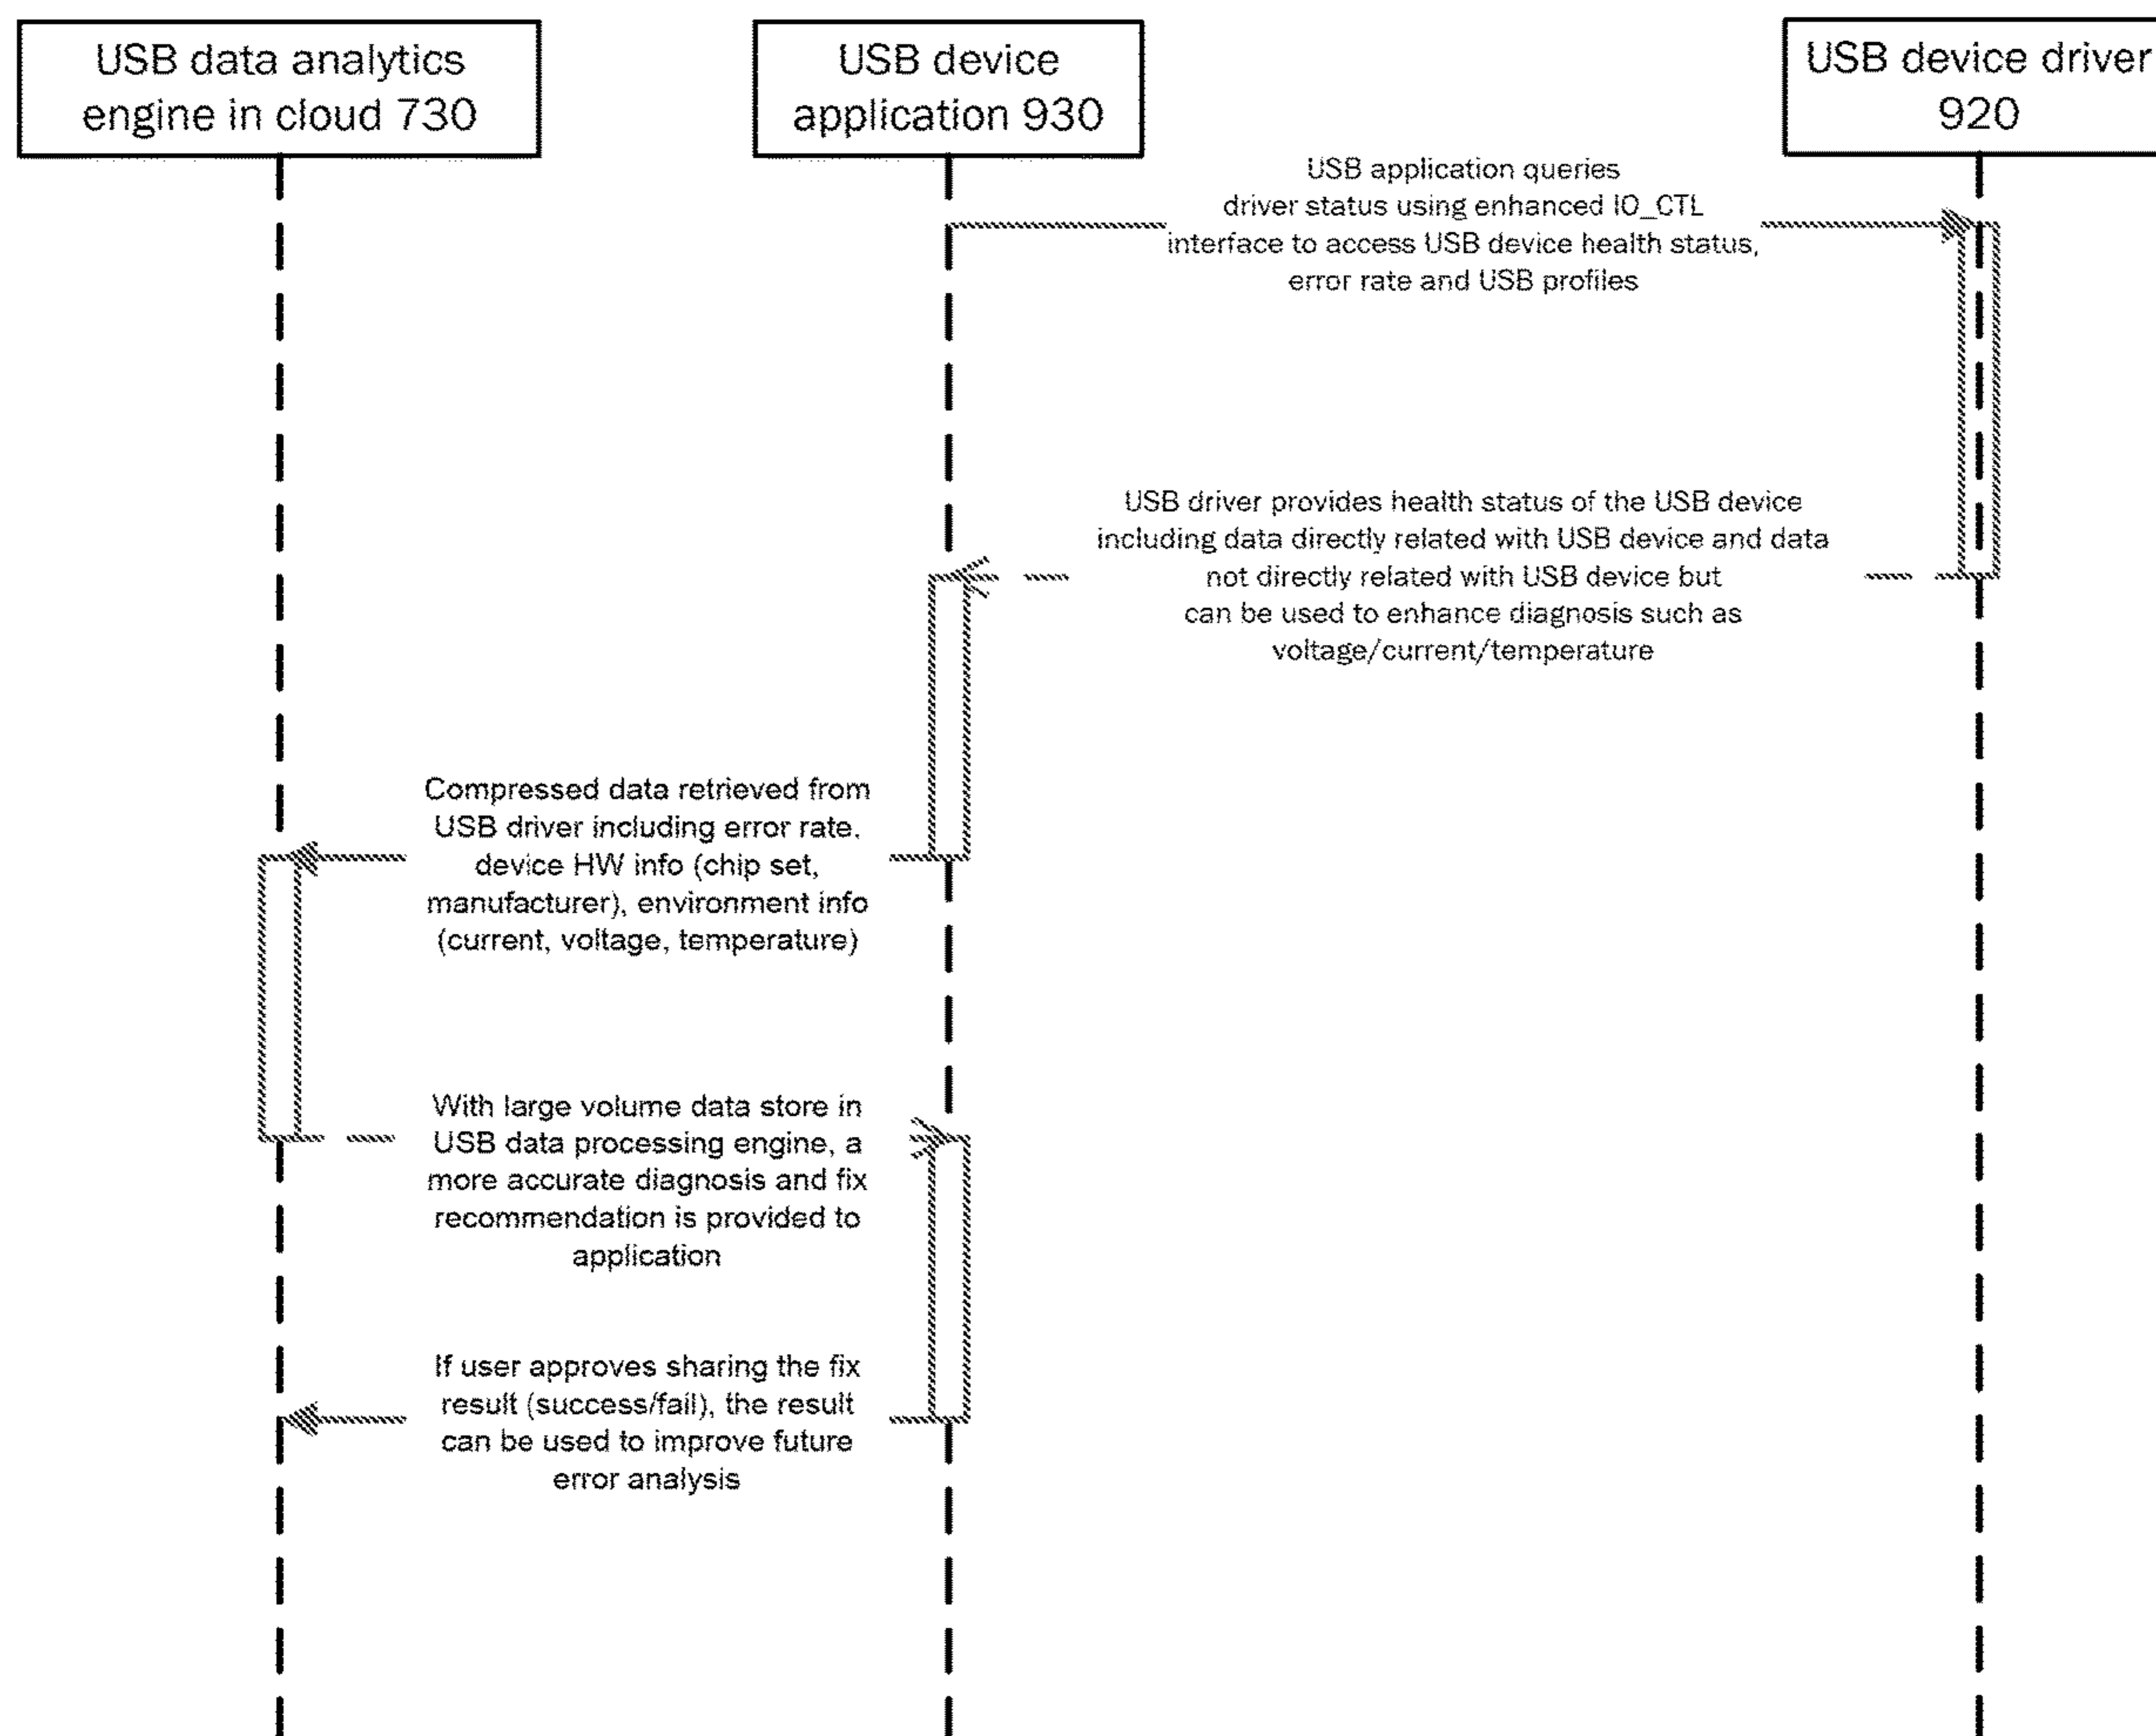 USB data analytics
engine in cloud 730
USB device
application 930
USB device driver
920
USB application queries
driver status using enhanced IO_CTL
interface to access USB device health status,
error rate and USB profiles
USB driver provides health status of the USB device
including data directly related with USB device and data
not directly related with USB device but
can be used to enhance diagnosis such as
voltage/current/temperature
Compressed data retrieved from
USB driver including error rate,
device HW info (chip set,
manufacturer), environment info
(current, voltage, temperature)
With large volume data store in
USB data processing engine, a
more accurate diagnosis and fix
recommendation is provided to
application
If user approves sharing the fix
result (success/fail), the result
can be used to improve future
error analysis